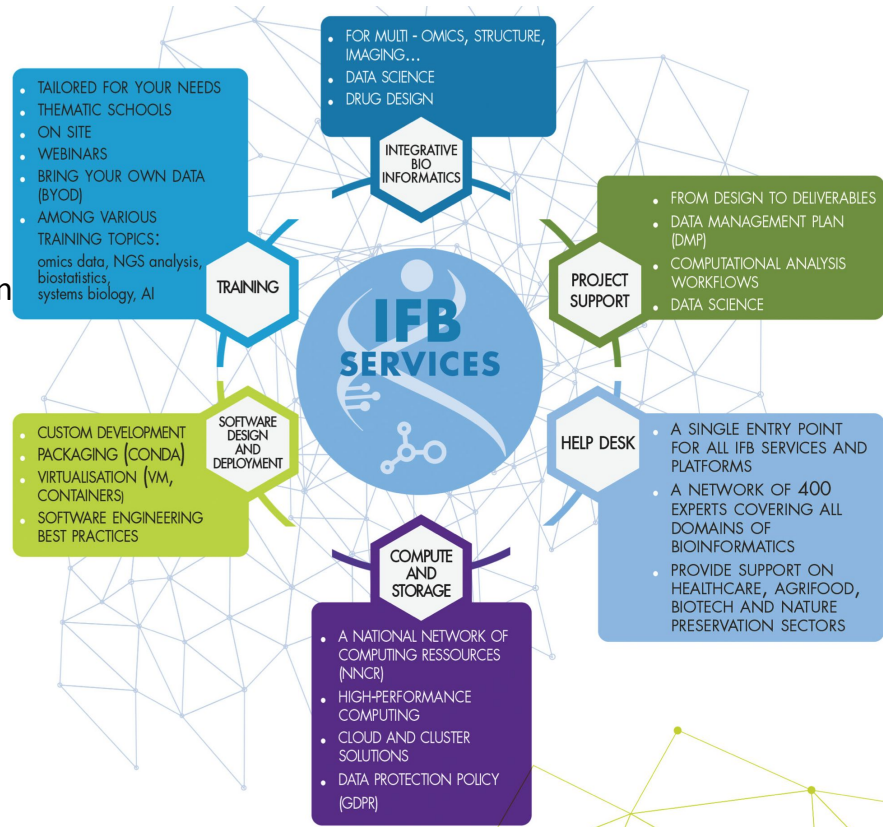 • FOR MULTI - OMICS, STRUCTURE,
IMAGING...
• DATA SCIENCE
• DRUG DESIGN
INTEGRATIVE
BIO
INFORMATICS
• TAILORED FOR YOUR NEEDS
• THEMATIC SCHOOLS
• ON SITE
• WEBINARS
• BRING YOUR OWN DATA
(BYOD)
• AMONG VARIOUS
TRAINING TOPICS:
omics data, NGS analysis,
biostatistics,
systems biology, AI
TRAINING
n
• FROM DESIGN TO DELIVERABLES
• DATA MANAGEMENT PLAN
(DMP)
• COMPUTATIONAL ANALYSIS
WORKFLOWS
• DATA SCIENCE
PROJECT
SUPPORT
IFB
SERVICES
• CUSTOM DEVELOPMENT
• PACKAGING (CONDA)
• VIRTUALISATION (VM,
CONTAINERS)
• SOFTWARE ENGINEERING
BEST PRACTICES
SOFTWARE
DESIGN
AND
DEPLOYMENT
HELP DESK
• A SINGLE ENTRY POINT
FOR ALL IFB SERVICES AND
PLATFORMS
• A NETWORK OF 400
EXPERTS COVERING ALL
DOMAINS OF
BIOINFORMATICS
• PROVIDE SUPPORT ON
HEALTHCARE, AGRIFOOD,
BIOTECH AND NATURE
PRESERVATION SECTORS
COMPUTE
AND
STORAGE
• A NATIONAL NETWORK OF
COMPUTING RESSOURCES
(NNCR)
• HIGH-PERFORMANCE
COMPUTING
• CLOUD AND CLUSTER
SOLUTIONS
• DATA PROTECTION POLICY
(GDPR)